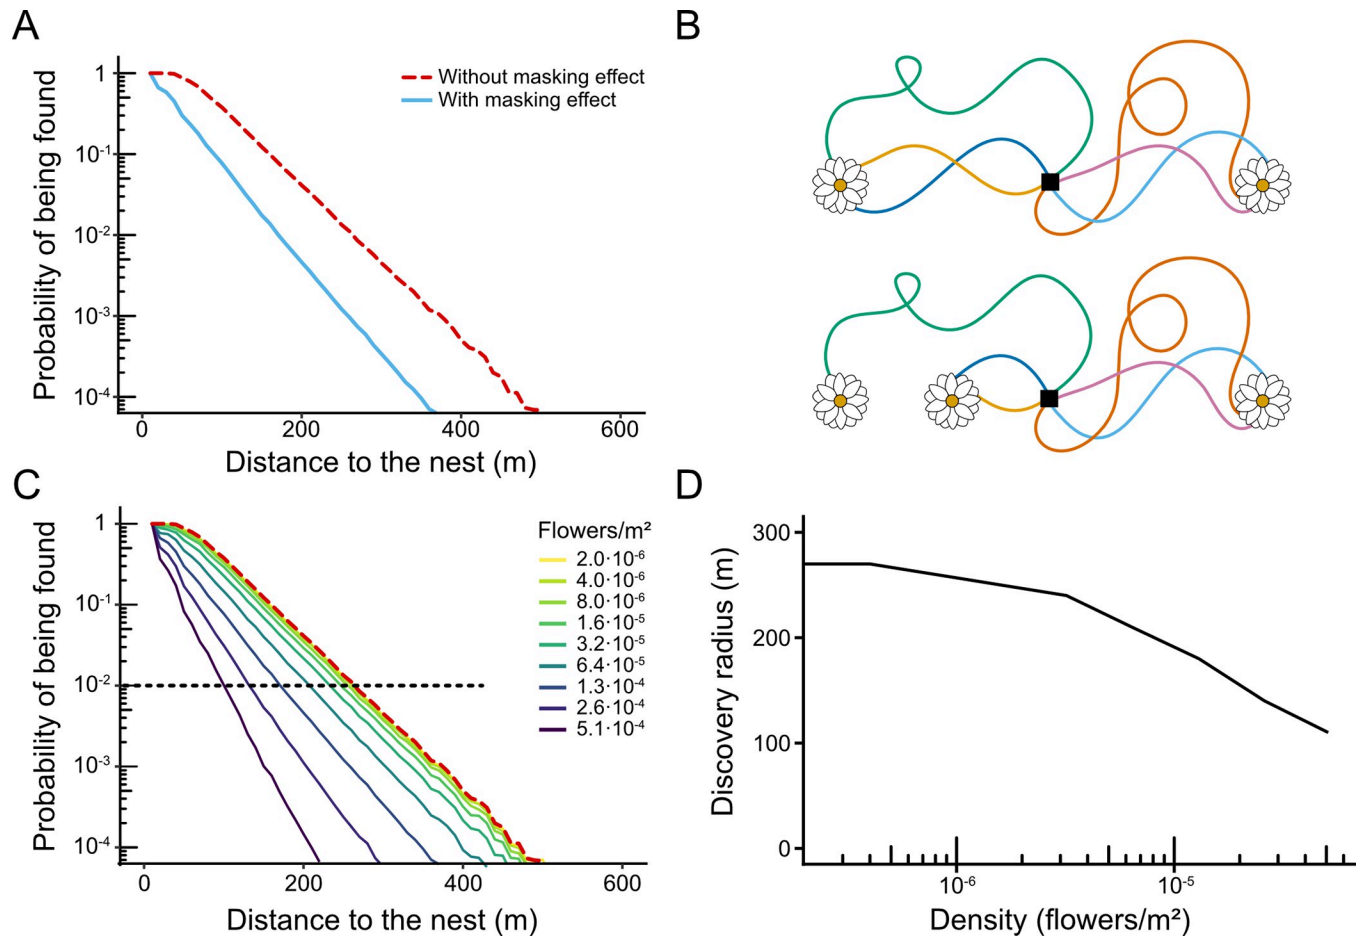 A
Probability of being found
1
10⁻¹
10⁻²
10⁻³
10⁻⁴
0
200
400
600
Distance to the nest (m)
Without masking effect
With masking effect
B
C
Probability of being found
1
10⁻¹
10⁻²
10⁻³
10⁻⁴
0
200
400
600
Distance to the nest (m)
Flowers/m²
2.0·10⁻⁶
4.0·10⁻⁶
8.0·10⁻⁶
1.6·10⁻⁵
3.2·10⁻⁵
6.4·10⁻⁵
1.3·10⁻⁴
2.6·10⁻⁴
5.1·10⁻⁴
D
Discovery radius (m)
300
200
100
0
10⁻⁶
10⁻⁵
Density (flowers/m²)